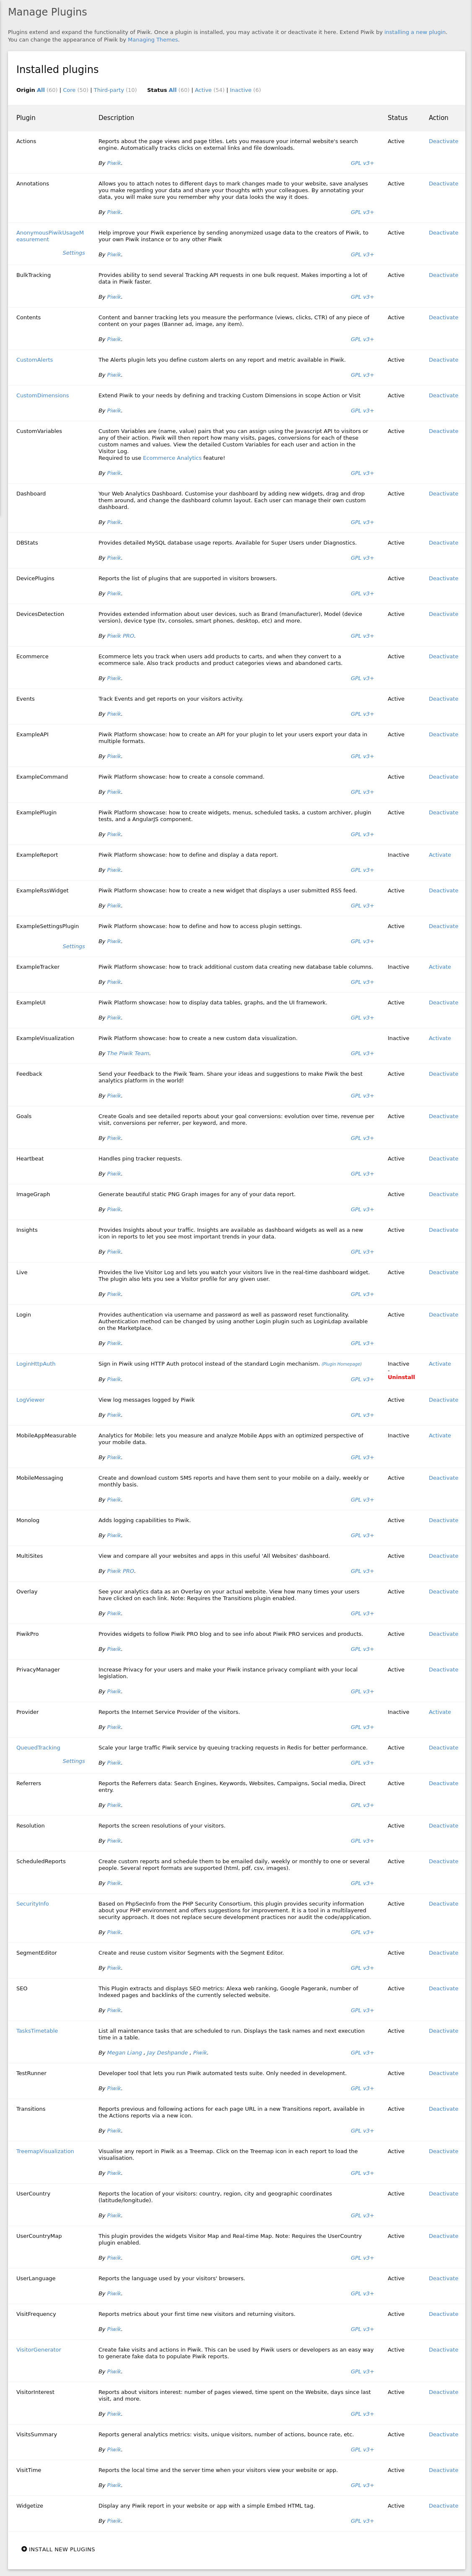 Manage Plugins
Plugins extend and expand the functionality of Piwik. Once a plugin is installed, you may activate it or deactivate it here. Extend Piwik by installing a new plugin.
You can change the appearance of Piwik by Managing Themes.
Installed plugins
Origin All (60) | Core (50) | Third-party (10) Status All (60) | Active (54) | Inactive (6)
Plugin Description Status Action
Actions Reports about the page views and page titles. Lets you measure your internal website's search Active Deactivate
engine. Automatically tracks clicks on external links and file downloads.
By Piwik. GPL v3+
Annotations Allows you to attach notes to different days to mark changes made to your website, save analyses Active Deactivate
you make regarding your data and share your thoughts with your colleagues. By annotating your
data, you will make sure you remember why your data looks the way it does.
By Piwik. GPL v3+
AnonymousPiwikUsageM Help improve your Piwik experience by sending anonymized usage data to the creators of Piwik, to Active Deactivate
easurement your own Piwik instance or to any other Piwik
Settings By Piwik. GPL v3+
BulkTracking Provides ability to send several Tracking API requests in one bulk request. Makes importing a lot of Active Deactivate
data in Piwik faster.
By Piwik. GPL v3+
Contents Content and banner tracking lets you measure the performance (views, clicks, CTR) of any piece of Active Deactivate
content on your pages (Banner ad, image, any item).
By Piwik. GPL v3+
CustomAlerts The Alerts plugin lets you define custom alerts on any report and metric available in Piwik. Active Deactivate
By Piwik. GPL v3+
CustomDimensions Extend Piwik to your needs by defining and tracking Custom Dimensions in scope Action or Visit Active Deactivate
By Piwik. GPL v3+
CustomVariables Custom Variables are (name, value) pairs that you can assign using the Javascript API to visitors or Active Deactivate
any of their action. Piwik will then report how many visits, pages, conversions for each of these
custom names and values. View the detailed Custom Variables for each user and action in the
Visitor Log.
Required to use Ecommerce Analytics feature!
By Piwik. GPL v3+
Dashboard Your Web Analytics Dashboard. Customise your dashboard by adding new widgets, drag and drop Active Deactivate
them around, and change the dashboard column layout. Each user can manage their own custom
dashboard.
By Piwik. GPL v3+
DBStats Provides detailed MySQL database usage reports. Available for Super Users under Diagnostics. Active Deactivate
By Piwik. GPL v3+
DevicePlugins Reports the list of plugins that are supported in visitors browsers. Active Deactivate
By Piwik. GPL v3+
DevicesDetection Provides extended information about user devices, such as Brand (manufacturer), Model (device Active Deactivate
version), device type (tv, consoles, smart phones, desktop, etc) and more.
By Piwik PRO. GPL v3+
Ecommerce Ecommerce lets you track when users add products to carts, and when they convert to a Active Deactivate
ecommerce sale. Also track products and product categories views and abandoned carts.
By Piwik. GPL v3+
Events Track Events and get reports on your visitors activity. Active Deactivate
By Piwik. GPL v3+
ExampleAPI Piwik Platform showcase: how to create an API for your plugin to let your users export your data in Active Deactivate
multiple formats.
By Piwik. GPL v3+
ExampleCommand Piwik Platform showcase: how to create a console command. Active Deactivate
By Piwik. GPL v3+
ExamplePlugin Piwik Platform showcase: how to create widgets, menus, scheduled tasks, a custom archiver, plugin Active Deactivate
tests, and a AngularJS component.
By Piwik. GPL v3+
ExampleReport Piwik Platform showcase: how to define and display a data report. Inactive Activate
By Piwik. GPL v3+
ExampleRssWidget Piwik Platform showcase: how to create a new widget that displays a user submitted RSS feed. Active Deactivate
By Piwik. GPL v3+
ExampleSettingsPlugin Piwik Platform showcase: how to define and how to access plugin settings. Active Deactivate
By Piwik. GPL v3+
Settings
ExampleTracker Piwik Platform showcase: how to track additional custom data creating new database table columns. Inactive Activate
By Piwik. GPL v3+
ExampleUI Piwik Platform showcase: how to display data tables, graphs, and the UI framework. Active Deactivate
By Piwik. GPL v3+
ExampleVisualization Piwik Platform showcase: how to create a new custom data visualization. Inactive Activate
By The Piwik Team. GPL v3+
Feedback Send your Feedback to the Piwik Team. Share your ideas and suggestions to make Piwik the best Active Deactivate
analytics platform in the world!
By Piwik. GPL v3+
Goals Create Goals and see detailed reports about your goal conversions: evolution over time, revenue per Active Deactivate
visit, conversions per referrer, per keyword, and more.
By Piwik. GPL v3+
Heartbeat Handles ping tracker requests. Active Deactivate
By Piwik. GPL v3+
ImageGraph Generate beautiful static PNG Graph images for any of your data report. Active Deactivate
By Piwik. GPL v3+
Insights Provides Insights about your traffic. Insights are available as dashboard widgets as well as a new Active Deactivate
icon in reports to let you see most important trends in your data.
By Piwik. GPL v3+
Live Provides the live Visitor Log and lets you watch your visitors live in the real-time dashboard widget. Active Deactivate
The plugin also lets you see a Visitor profile for any given user.
By Piwik. GPL v3+
Login Provides authentication via username and password as well as password reset functionality. Active Deactivate
Authentication method can be changed by using another Login plugin such as LoginLdap available
on the Marketplace.
By Piwik. GPL v3+
LoginHttpAuth Sign in Piwik using HTTP Auth protocol instead of the standard Login mechanism. (Plugin Homepage) Inactive Activate
-
By Piwik. GPL v3+ Uninstall
LogViewer View log messages logged by Piwik Active Deactivate
By Piwik. GPL v3+
MobileAppMeasurable Analytics for Mobile: lets you measure and analyze Mobile Apps with an optimized perspective of Inactive Activate
your mobile data.
By Piwik. GPL v3+
MobileMessaging Create and download custom SMS reports and have them sent to your mobile on a daily, weekly or Active Deactivate
monthly basis.
By Piwik. GPL v3+
Monolog Adds logging capabilities to Piwik. Active Deactivate
By Piwik. GPL v3+
MultiSites View and compare all your websites and apps in this useful 'All Websites' dashboard. Active Deactivate
By Piwik PRO. GPL v3+
Overlay See your analytics data as an Overlay on your actual website. View how many times your users Active Deactivate
have clicked on each link. Note: Requires the Transitions plugin enabled.
By Piwik. GPL v3+
PiwikPro Provides widgets to follow Piwik PRO blog and to see info about Piwik PRO services and products. Active Deactivate
By Piwik. GPL v3+
PrivacyManager Increase Privacy for your users and make your Piwik instance privacy compliant with your local Active Deactivate
legislation.
By Piwik. GPL v3+
Provider Reports the Internet Service Provider of the visitors. Inactive Activate
By Piwik. GPL v3+
QueuedTracking Scale your large traffic Piwik service by queuing tracking requests in Redis for better performance. Active Deactivate
Settings By Piwik. GPL v3+
Referrers Reports the Referrers data: Search Engines, Keywords, Websites, Campaigns, Social media, Direct Active Deactivate
entry.
By Piwik. GPL v3+
Resolution Reports the screen resolutions of your visitors. Active Deactivate
By Piwik. GPL v3+
ScheduledReports Create custom reports and schedule them to be emailed daily, weekly or monthly to one or several Active Deactivate
people. Several report formats are supported (html, pdf, csv, images).
By Piwik. GPL v3+
SecurityInfo Based on PhpSecInfo from the PHP Security Consortium, this plugin provides security information Active Deactivate
about your PHP environment and offers suggestions for improvement. It is a tool in a multilayered
security approach. It does not replace secure development practices nor audit the code/application.
By Piwik. GPL v3+
SegmentEditor Create and reuse custom visitor Segments with the Segment Editor. Active Deactivate
By Piwik. GPL v3+
SEO This Plugin extracts and displays SEO metrics: Alexa web ranking, Google Pagerank, number of Active Deactivate
Indexed pages and backlinks of the currently selected website.
By Piwik. GPL v3+
TasksTimetable List all maintenance tasks that are scheduled to run. Displays the task names and next execution Active Deactivate
time in a table.
By Megan Liang , Jay Deshpande , Piwik. GPL v3+
TestRunner Developer tool that lets you run Piwik automated tests suite. Only needed in development. Active Deactivate
By Piwik. GPL v3+
Transitions Reports previous and following actions for each page URL in a new Transitions report, available in Active Deactivate
the Actions reports via a new icon.
By Piwik. GPL v3+
TreemapVisualization Visualise any report in Piwik as a Treemap. Click on the Treemap icon in each report to load the Active Deactivate
visualisation.
By Piwik. GPL v3+
UserCountry Reports the location of your visitors: country, region, city and geographic coordinates Active Deactivate
(latitude/longitude).
By Piwik. GPL v3+
UserCountryMap This plugin provides the widgets Visitor Map and Real-time Map. Note: Requires the UserCountry Active Deactivate
plugin enabled.
By Piwik. GPL v3+
UserLanguage Reports the language used by your visitors' browsers. Active Deactivate
By Piwik. GPL v3+
VisitFrequency Reports metrics about your first time new visitors and returning visitors. Active Deactivate
By Piwik. GPL v3+
VisitorGenerator Create fake visits and actions in Piwik. This can be used by Piwik users or developers as an easy way Active Deactivate
to generate fake data to populate Piwik reports.
By Piwik. GPL v3+
VisitorInterest Reports about visitors interest: number of pages viewed, time spent on the Website, days since last Active Deactivate
visit, and more.
By Piwik. GPL v3+
VisitsSummary Reports general analytics metrics: visits, unique visitors, number of actions, bounce rate, etc. Active Deactivate
By Piwik. GPL v3+
VisitTime Reports the local time and the server time when your visitors view your website or app. Active Deactivate
By Piwik. GPL v3+
Widgetize Display any Piwik report in your website or app with a simple Embed HTML tag. Active Deactivate
By Piwik. GPL v3+
INSTALL NEW PLUGINS